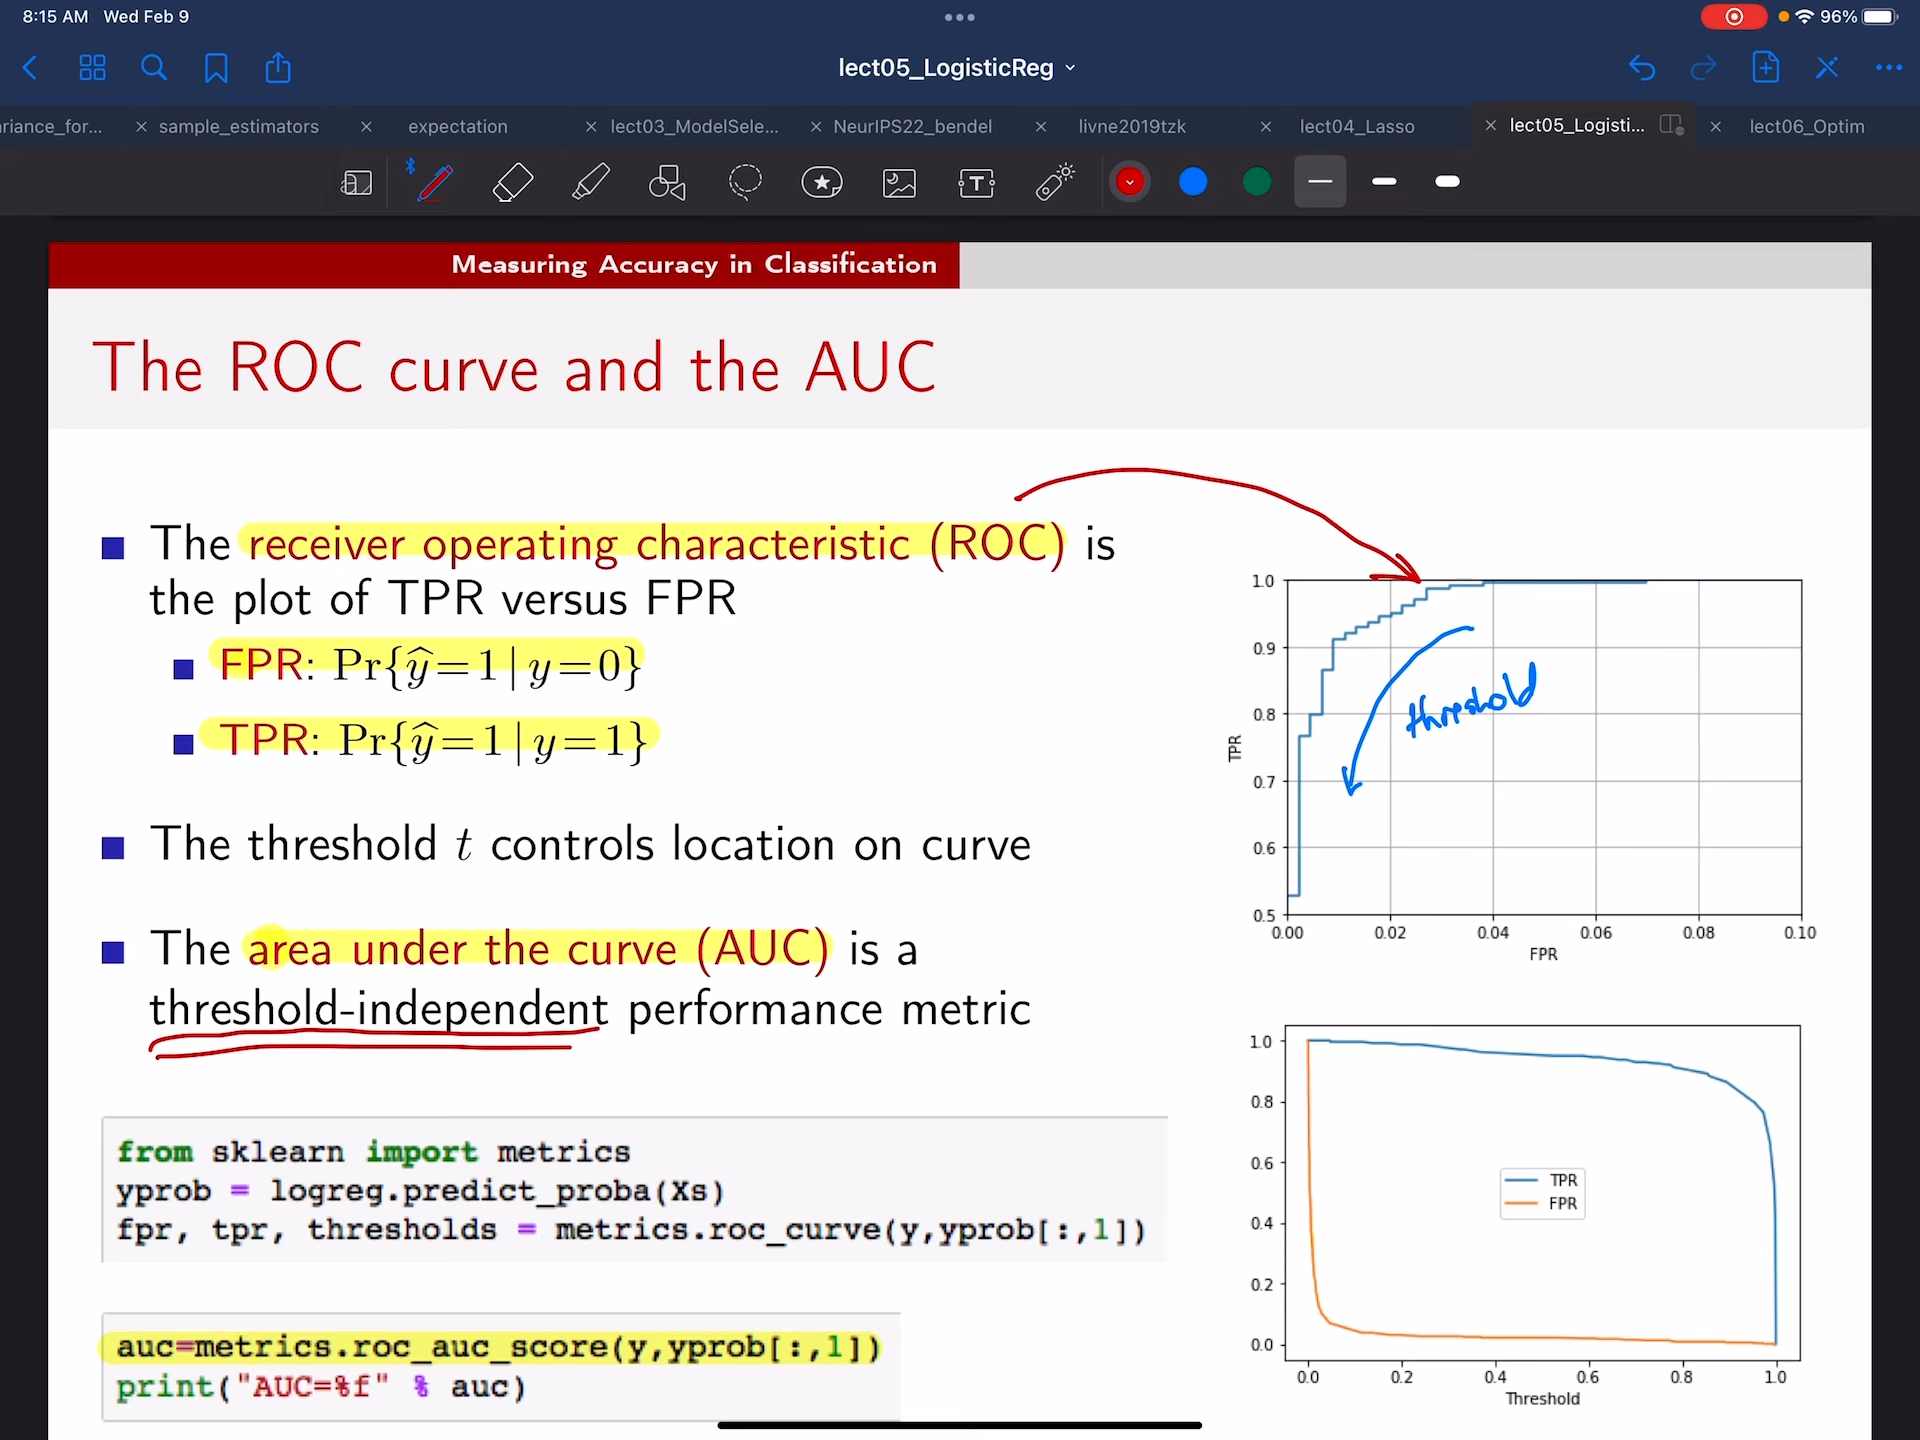 8:15 AM Wed Feb 9
96%
lect05_LogisticReg
riance_for...
sample_estimators
expectation
lect03_ModelSele...
NeurIPS22_bendel
livne2019tzk
lect04_Lasso
lect05_Logisti...
lect06_Optim
Measuring Accuracy in Classification
The ROC curve and the AUC
The receiver operating characteristic (ROC) is
the plot of TPR versus FPR
FPR: Pr{ŷ=1 | y=0}
TPR: Pr{ŷ=1 | y=1}
The threshold t controls location on curve
The area under the curve (AUC) is a
threshold-independent performance metric
from sklearn import metrics
yprob = logreg.predict_proba(Xs)
fpr, tpr, thresholds = metrics.roc_curve(y,yprob[:,1])
auc=metrics.roc_auc_score(y,yprob[:,1])
print("AUC=%f" % auc)
1.0
0.9
0.8
0.7
0.6
0.5
TPR
threshold
0.00 0.02 0.04 0.06 0.08 0.10
FPR
1.0
0.8
0.6
0.4
0.2
0.0
TPR
FPR
0.0 0.2 0.4 0.6 0.8 1.0
Threshold